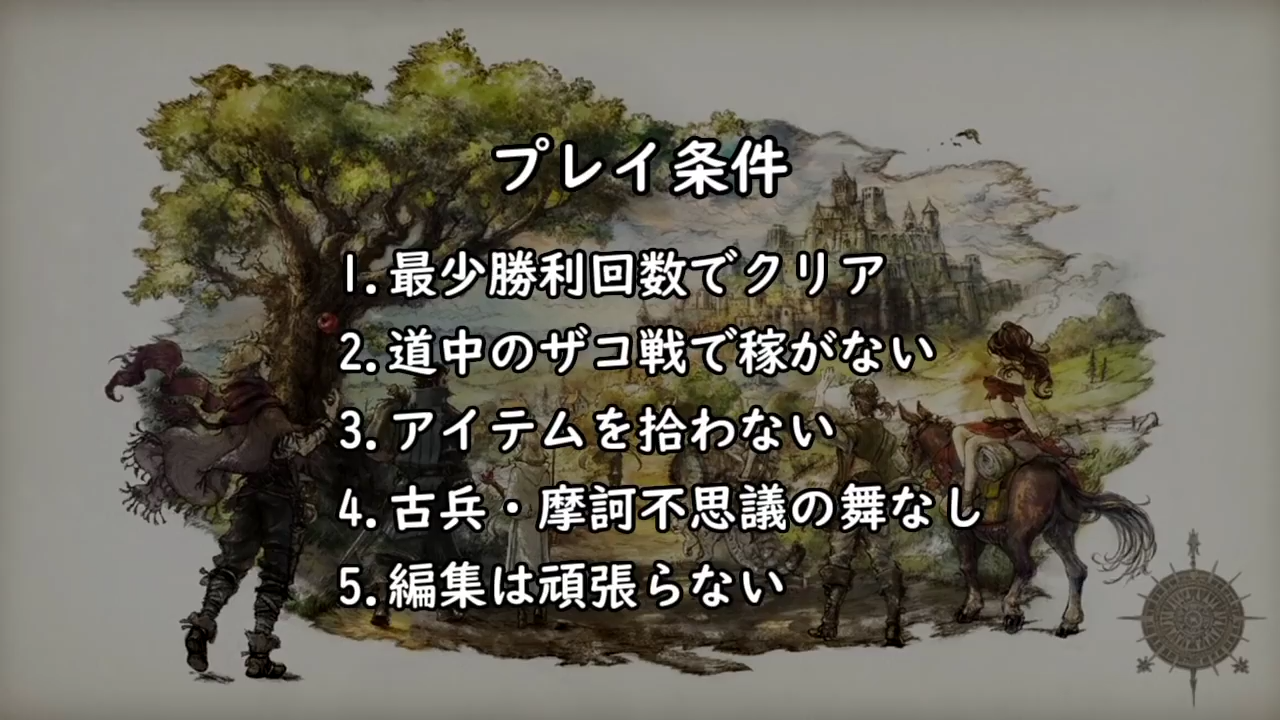 プレイ条件
1.最少勝利回数でクリア
2.道中のザコ戦で稼がない
3.アイテムを拾わない
4.古兵・摩訶不思議の舞なし
5.編集は頑張らない